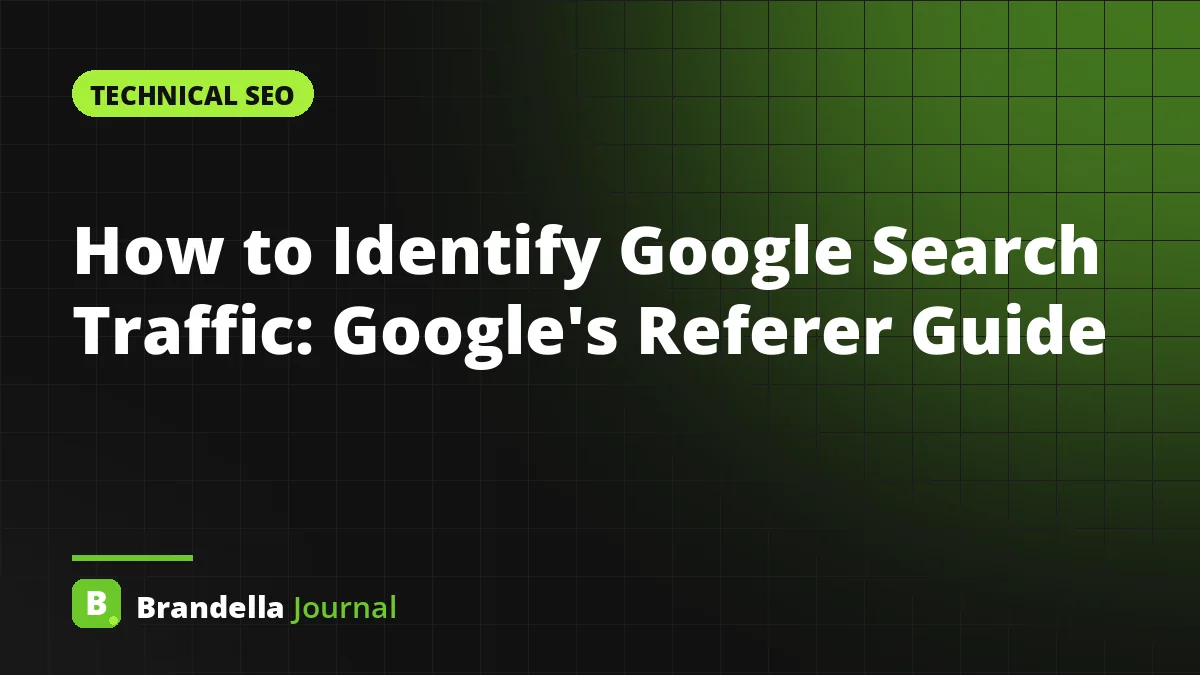 TECHNICAL SEO
How to Identify Google Search
Traffic: Google's Referer Guide
B
Brandella Journal